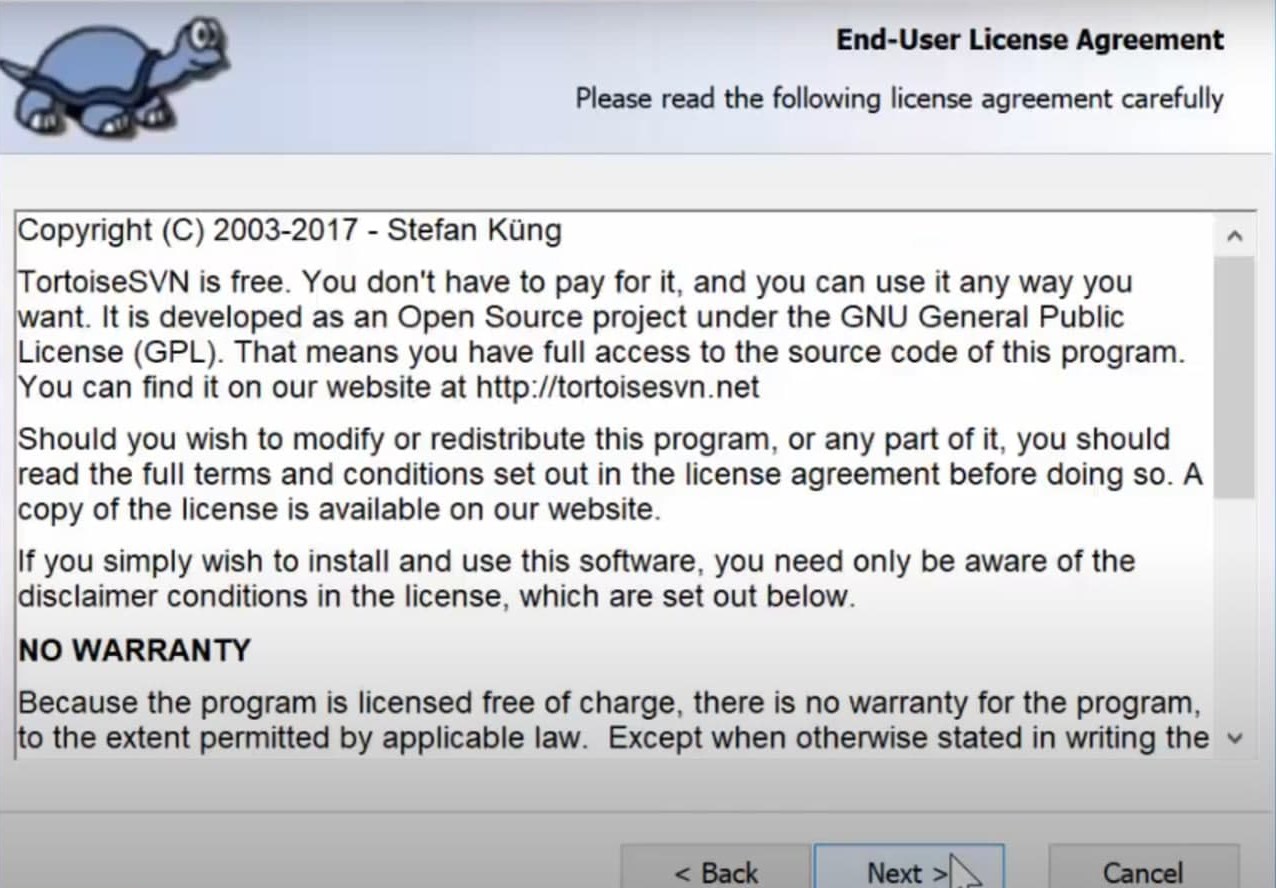 End-User License Agreement
Please read the following license agreement carefully
Copyright (C) 2003-2017 - Stefan Küng
TortoiseSVN is free. You don't have to pay for it, and you can use it any way you
want. It is developed as an Open Source project under the GNU General Public
License (GPL). That means you have full access to the source code of this program.
You can find it on our website at http://tortoisesvn.net
Should you wish to modify or redistribute this program, or any part of it, you should
read the full terms and conditions set out in the license agreement before doing so. A
copy of the license is available on our website.
If you simply wish to install and use this software, you need only be aware of the
disclaimer conditions in the license, which are set out below.
NO WARRANTY
Because the program is licensed free of charge, there is no warranty for the program,
to the extent permitted by applicable law.  Except when otherwise stated in writing the
< Back Next > Cancel